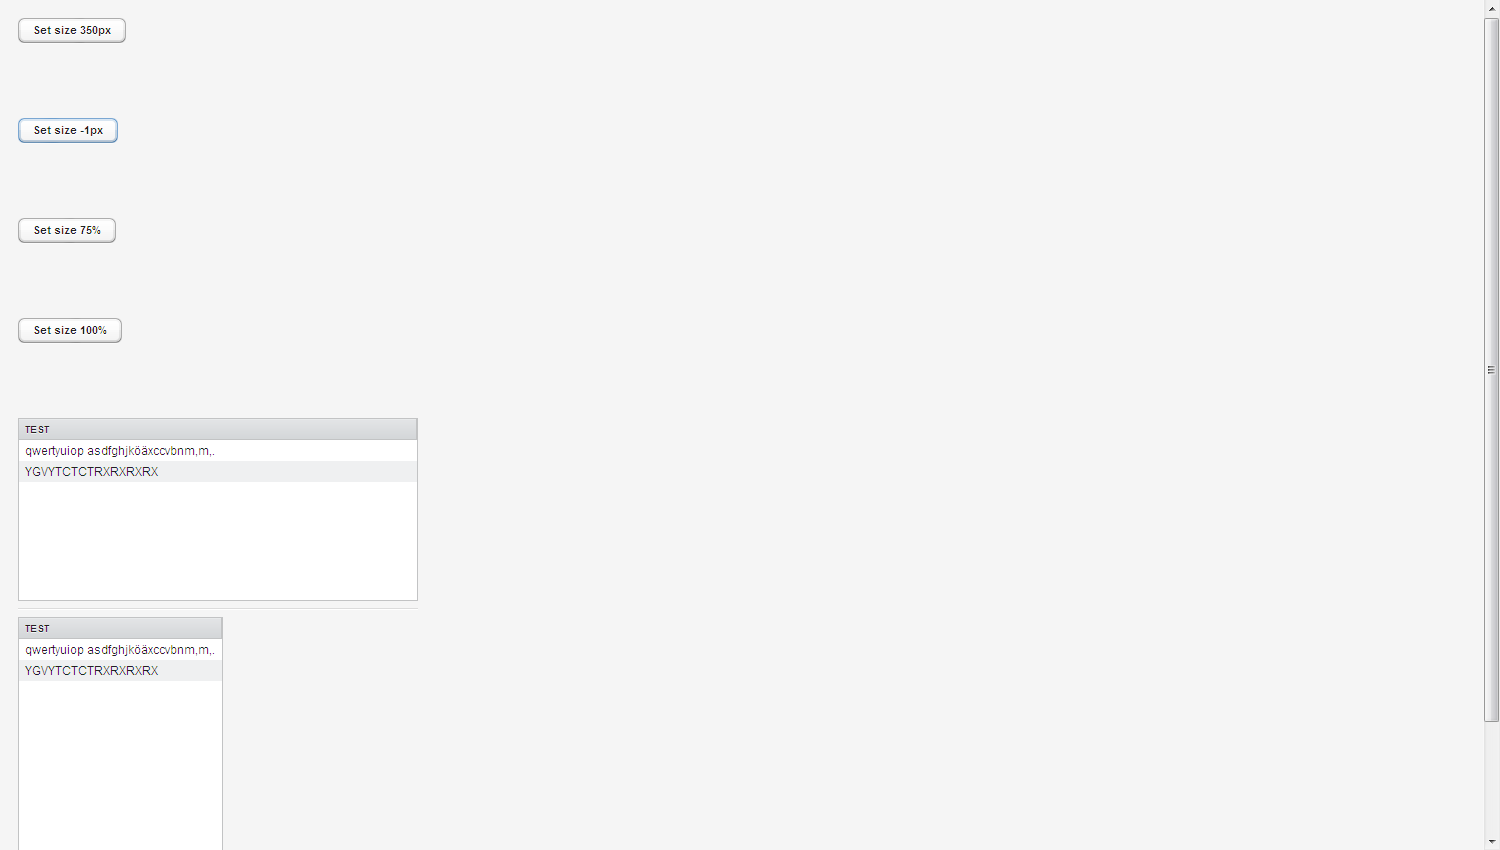 Set size 350px
Set size -1px
Set size 75%
Set size 100%
TEST
qwertyuiop asdfghjköäxccvbnm,m,.
YGVYTCTCTRXRXRXRX
TEST
qwertyuiop asdfghjköäxccvbnm,m,.
YGVYTCTCTRXRXRXRX